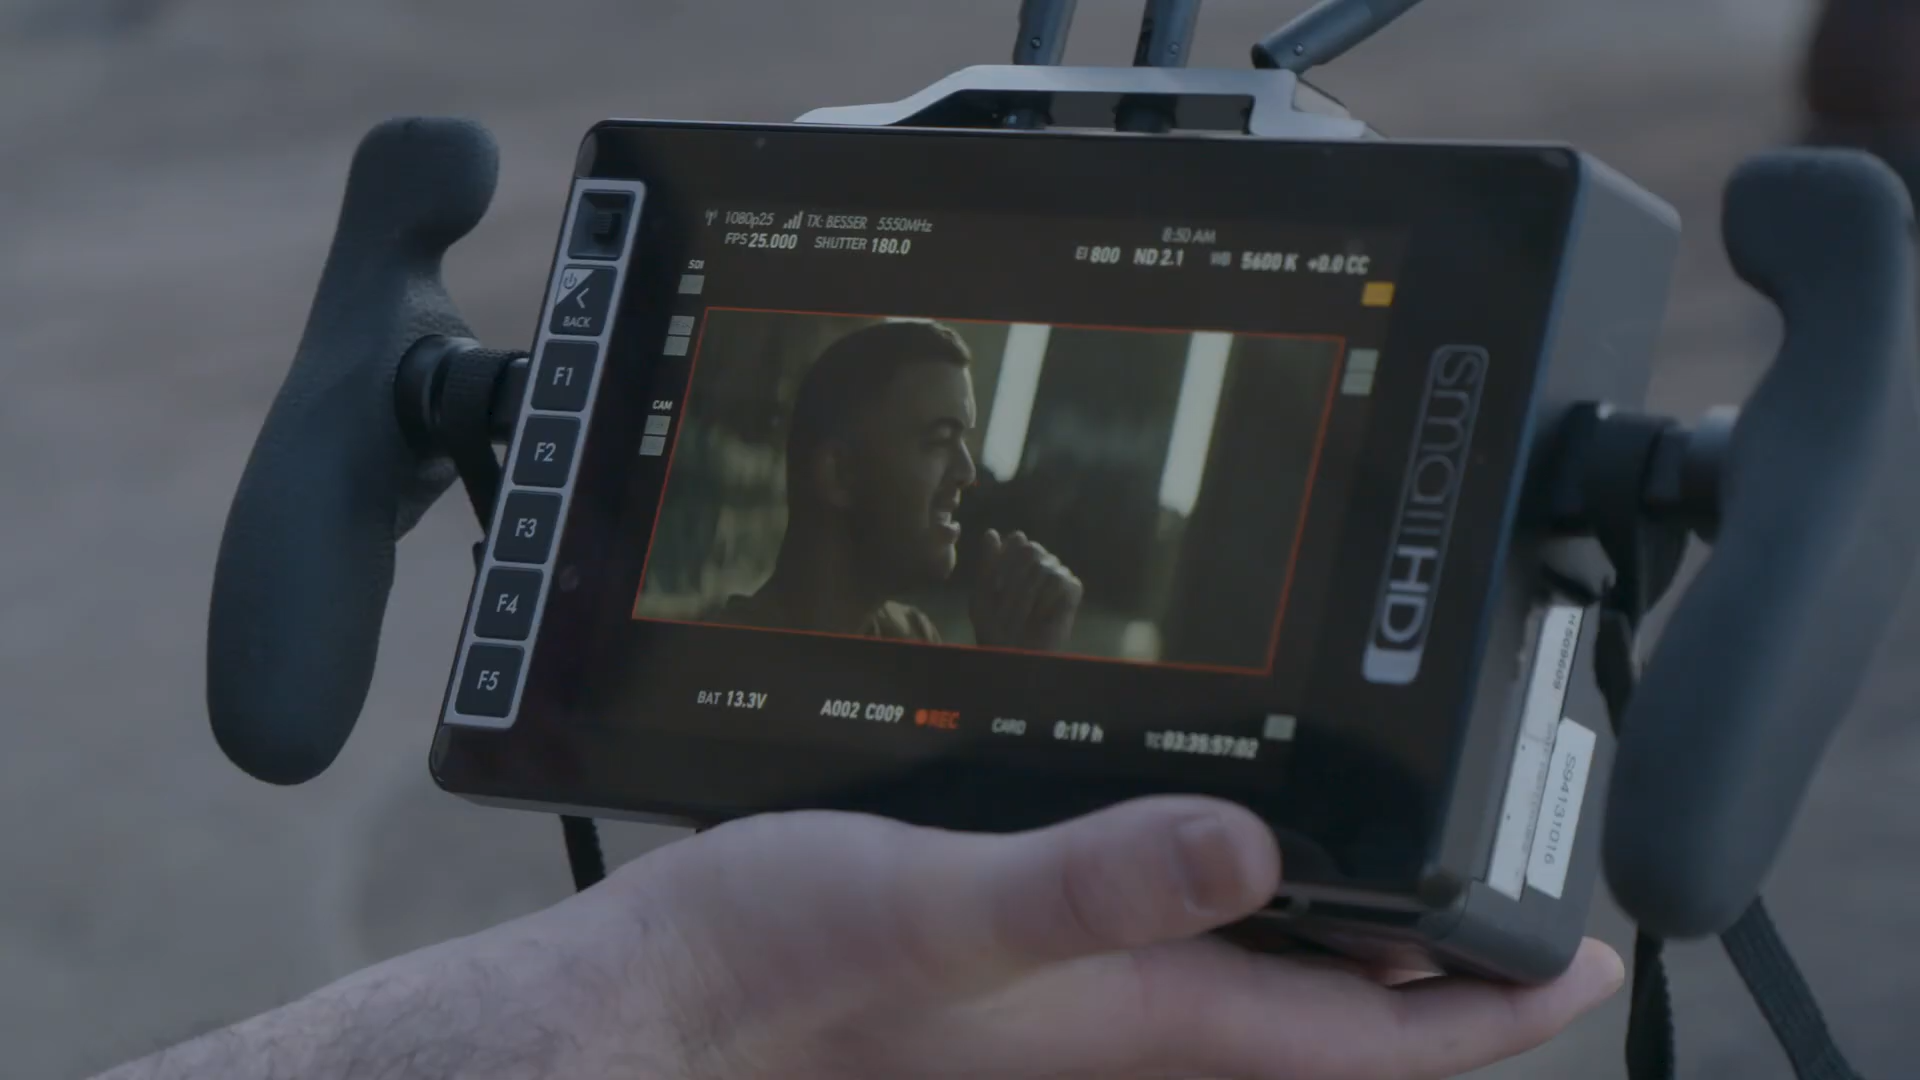 1080p25 TX: BESSER 5550MHz
FPS 25.000 SHUTTER 180.0
8:50 AM
EI 800 ND 2.1 WB 5600 K +0.0 CC
SDI
CAM
BACK
F1
F2
F3
F4
F5
smallHD
BAT 13.3V A002 C009 REC CARD 0:19 h TC 03:35:57:02
S94131016